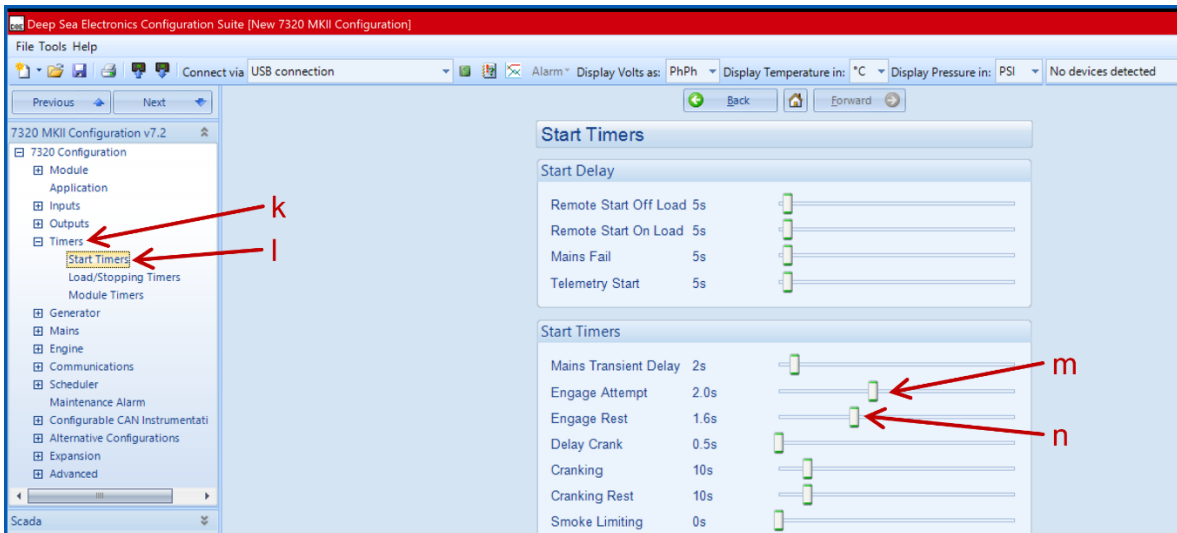 Deep Sea Electronics Configuration Suite [New 7320 MKII Configuration]
File Tools Help
Connect via USB connection Alarm Display Volts as: PhPh Display Temperature in: °C Display Pressure in: PSI No devices detected
Previous Next
Back Forward
7320 MKII Configuration v7.2
7320 Configuration
Module
Application
Inputs
Outputs
Timers
Start Timers
Load/Stopping Timers
Module Timers
Generator
Mains
Engine
Communications
Scheduler
Maintenance Alarm
Configurable CAN Instrumentati
Alternative Configurations
Expansion
Advanced
Scada
k
l
Start Timers
Start Delay
Remote Start Off Load 5s
Remote Start On Load 5s
Mains Fail 5s
Telemetry Start 5s
Start Timers
Mains Transient Delay 2s
Engage Attempt 2.0s
Engage Rest 1.6s
Delay Crank 0.5s
Cranking 10s
Cranking Rest 10s
Smoke Limiting 0s
m
n